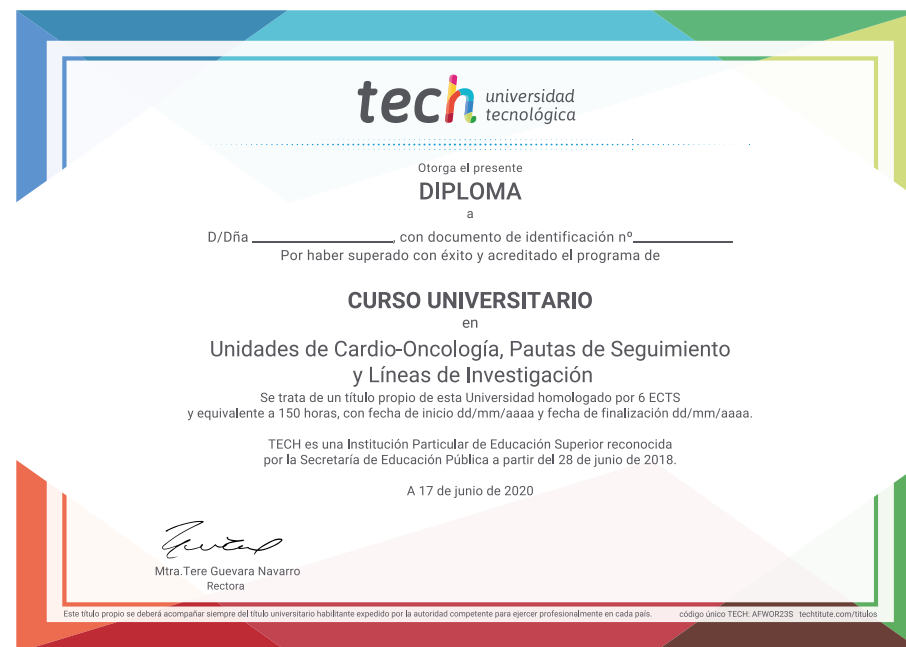 tech universidad
tecnológica
Otorga el presente
DIPLOMA
a
D/Dña ____________________, con documento de identificación nº______________
Por haber superado con éxito y acreditado el programa de
CURSO UNIVERSITARIO
en
Unidades de Cardio-Oncología, Pautas de Seguimiento
y Líneas de Investigación
Se trata de un título propio de esta Universidad homologado por 6 ECTS
y equivalente a 150 horas, con fecha de inicio dd/mm/aaaa y fecha de finalización dd/mm/aaaa.
TECH es una Institución Particular de Educación Superior reconocida
por la Secretaría de Educación Pública a partir del 28 de junio de 2018.
A 17 de junio de 2020
Mtra.Tere Guevara Navarro
Rectora
Este título propio se deberá acompañar siempre del título universitario habilitante expedido por la autoridad competente para ejercer profesionalmente en cada país. código único TECH: AFWOR23S techtitute.com/titulos